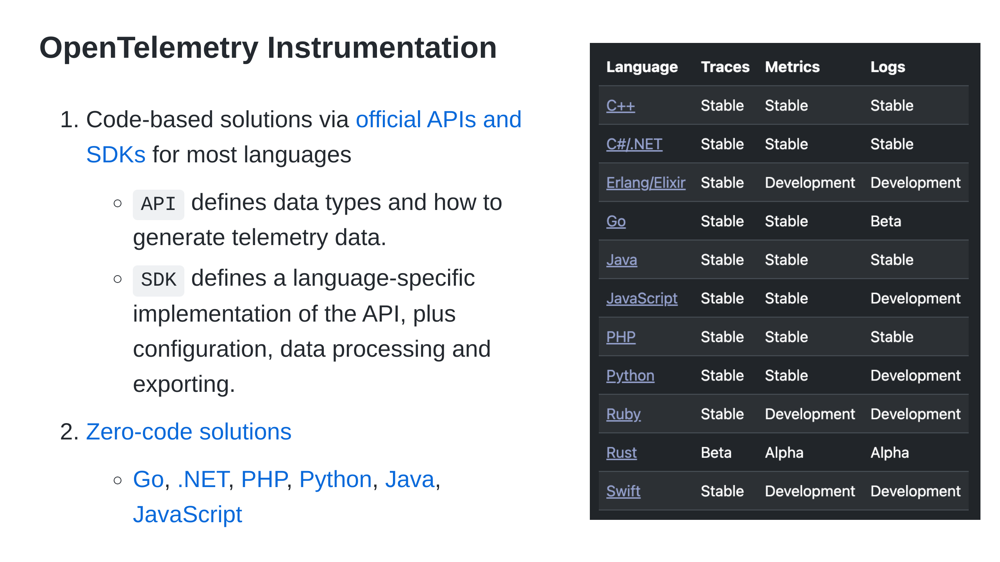 OpenTelemetry Instrumentation
1. Code-based solutions via official APIs and
SDKs for most languages
API defines data types and how to
generate telemetry data.
SDK defines a language-specific
implementation of the API, plus
configuration, data processing and
exporting.
2. Zero-code solutions
Go, .NET, PHP, Python, Java,
JavaScript
Language Traces Metrics Logs
C++ Stable Stable Stable
C#/.NET Stable Stable Stable
Erlang/Elixir Stable Development Development
Go Stable Stable Beta
Java Stable Stable Stable
JavaScript Stable Stable Development
PHP Stable Stable Stable
Python Stable Stable Development
Ruby Stable Development Development
Rust Beta Alpha Alpha
Swift Stable Development Development